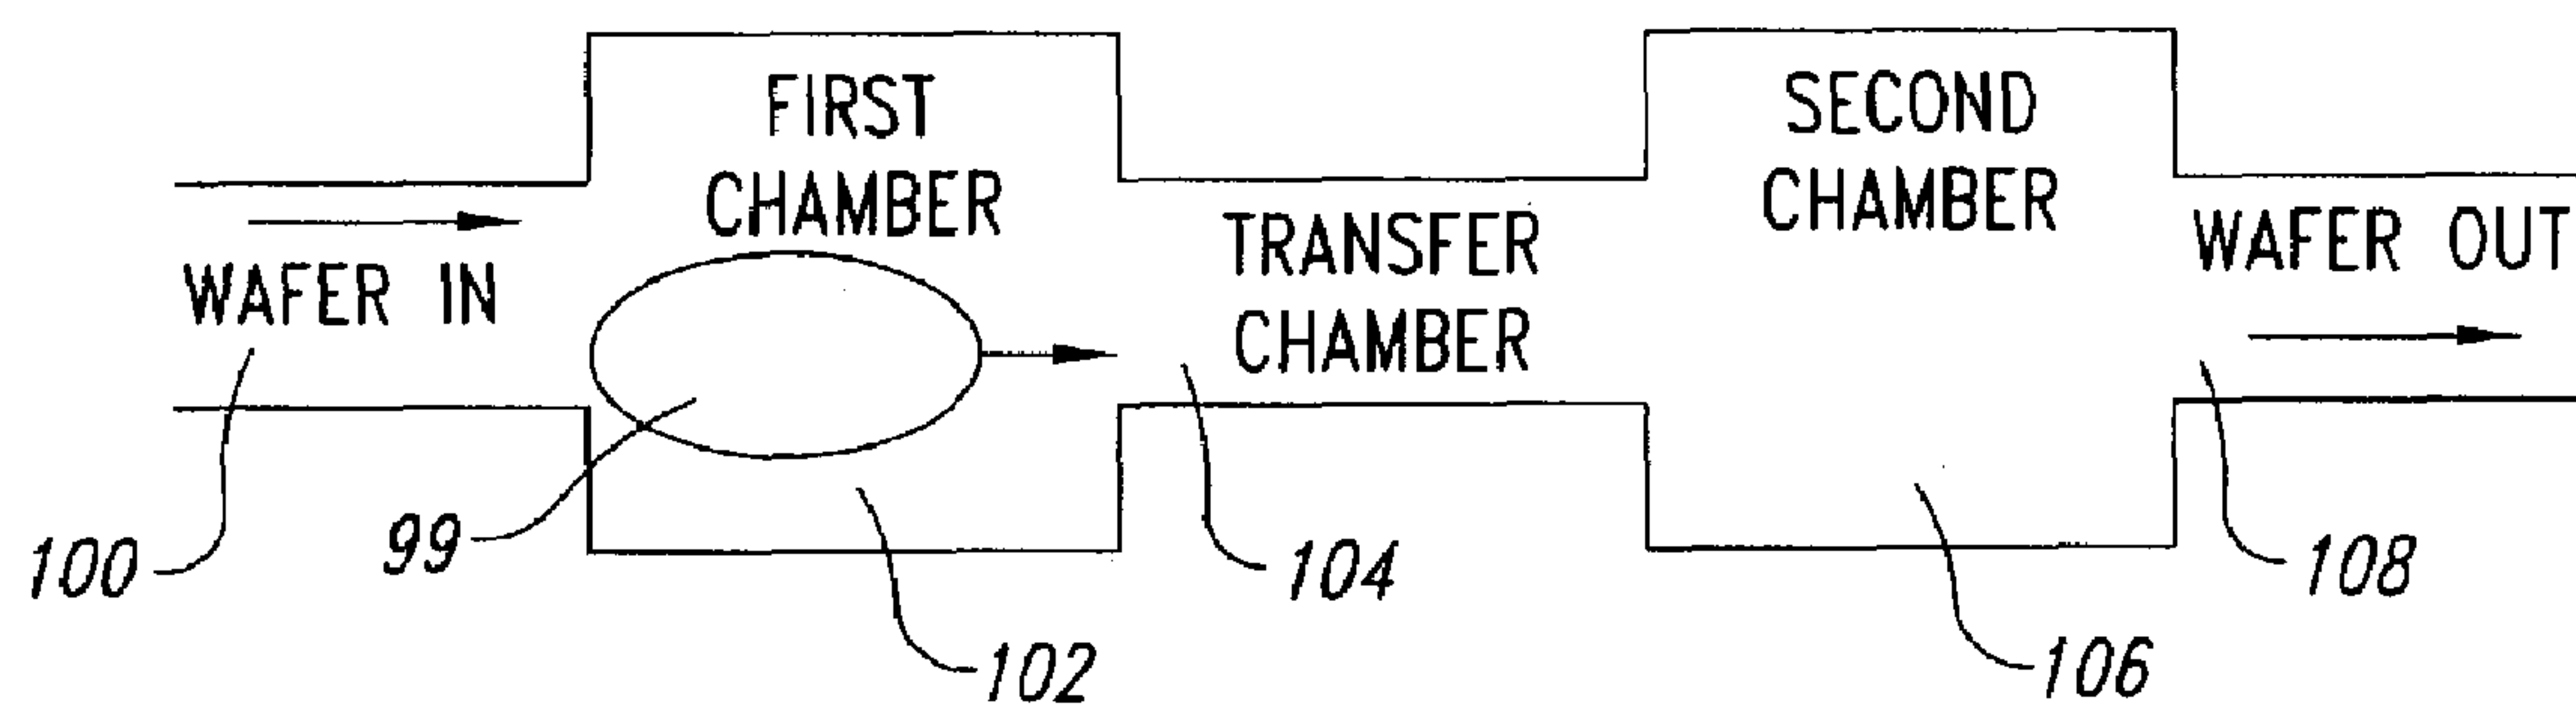 FIRST
CHAMBER
SECOND
CHAMBER
WAFER IN
TRANSFER
CHAMBER
WAFER OUT
100
99
102
104
106
108